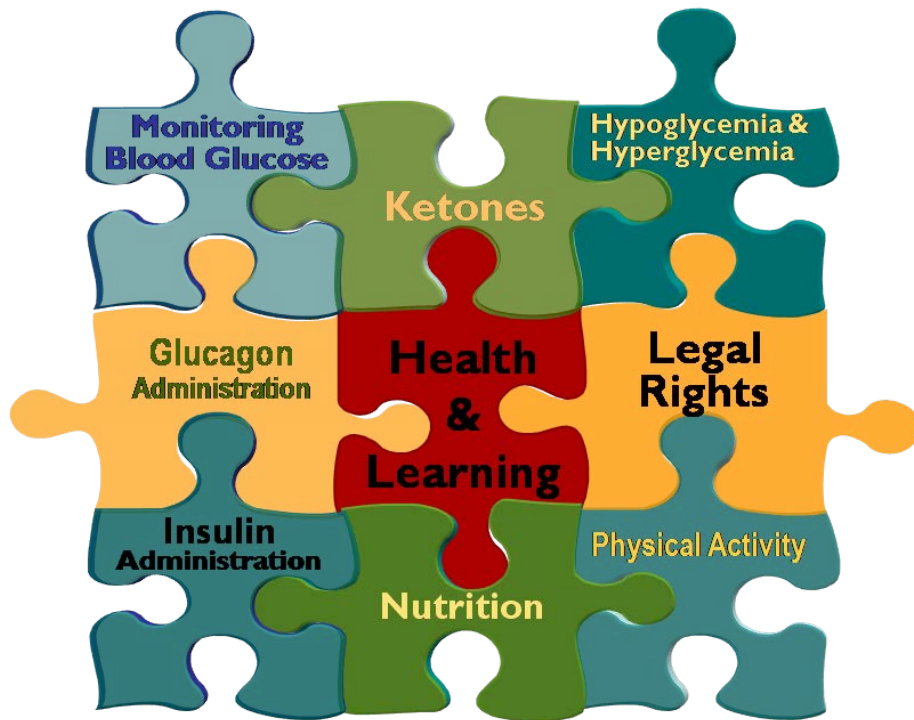 Monitoring
Blood Glucose
Ketones
Hypoglycemia &
Hyperglycemia
Glucagon
Administration
Health
&
Learning
Legal
Rights
Insulin
Administration
Nutrition
Physical Activity